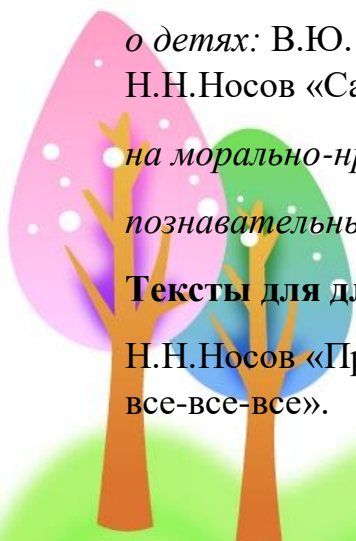 о детях: В.Ю.
Н.Н.Носов «Са
на морально-нр
познавательны
Тексты для дл
Н.Н.Носов «Пр
все-все-все».